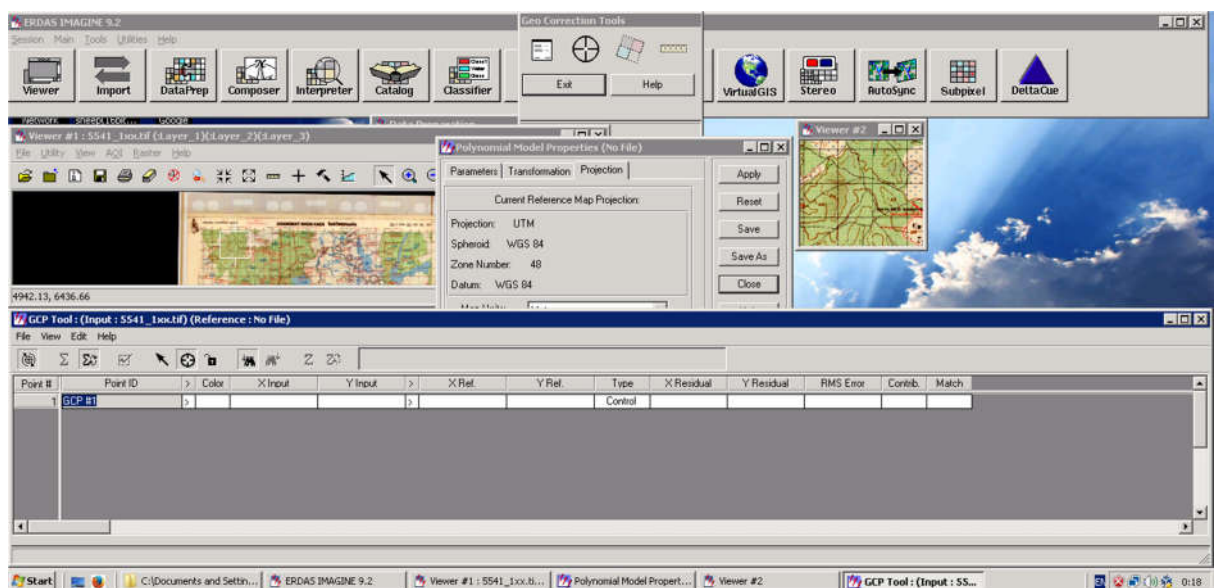 ERDAS IMAGINE 9.2
Session Main Tools Utilities Help
Viewer Import DataPrep Composer Interpreter Catalog Classifier VirtualGIS Stereo AutoSync Subpixel DeltaCue
Geo Correction Tools
Exit Help
Google
Viewer #1 : 5541_1xx.tif (:Layer_1)(:Layer_2)(:Layer_3)
File Utility View AOI Raster Help
4942.13, 6436.66
Polynomial Model Properties (No File)
Parameters Transformation Projection
Current Reference Map Projection:
Projection: UTM
Spheroid: WGS 84
Zone Number: 48
Datum: WGS 84
Apply
Reset
Save
Save As
Close
Viewer #2
GCP Tool : (Input : 5541_1xx.tif) (Reference : No File)
File View Edit Help
Point # Point ID > Color X Input Y Input > X Ref. Y Ref. Type X Residual Y Residual RMS Error Contrib. Match
1 GCP #1 > > Control
Start C:\Documents and Settin... ERDAS IMAGINE 9.2 Viewer #1 : 5541_1xx.ti... Polynomial Model Propert... Viewer #2 GCP Tool : (Input : 55... EN 0:18